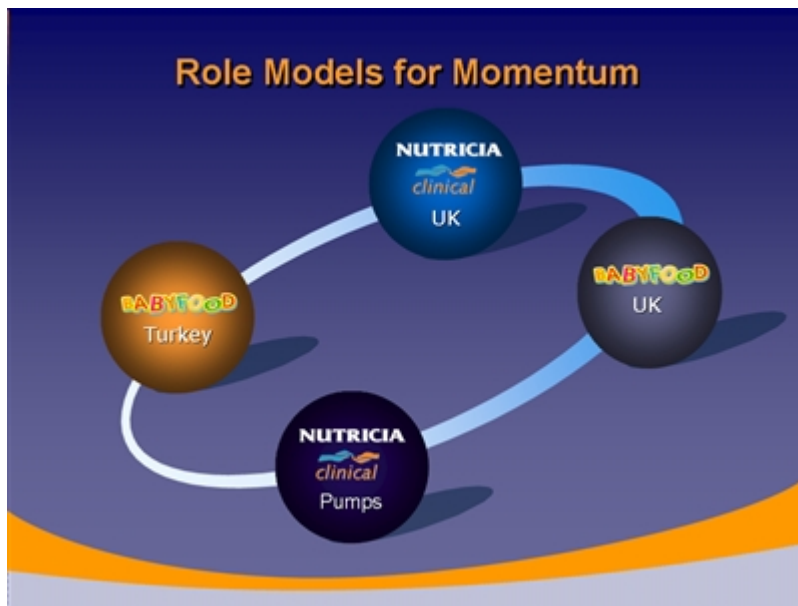 Role Models for Momentum
NUTRICIA
clinical
UK
BABYFOOD
UK
BABYFOOD
Turkey
NUTRICIA
clinical
Pumps